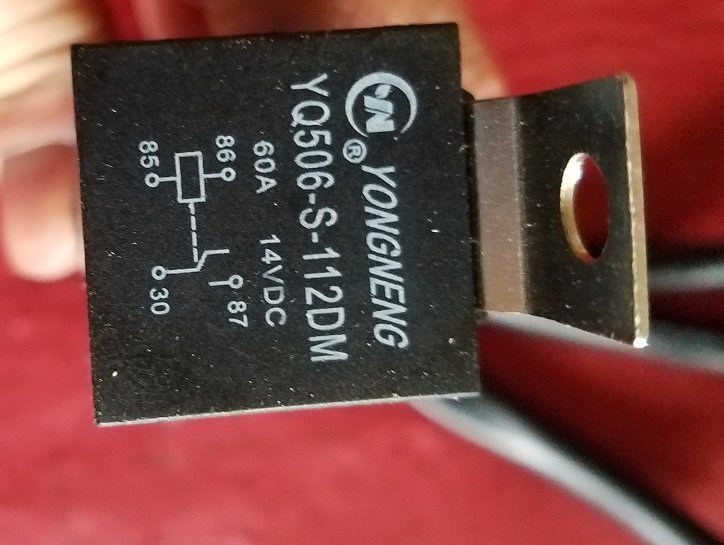 YN® YONGNENG
YQ506-S-112DM
60A 14VDC
86 87
85 30